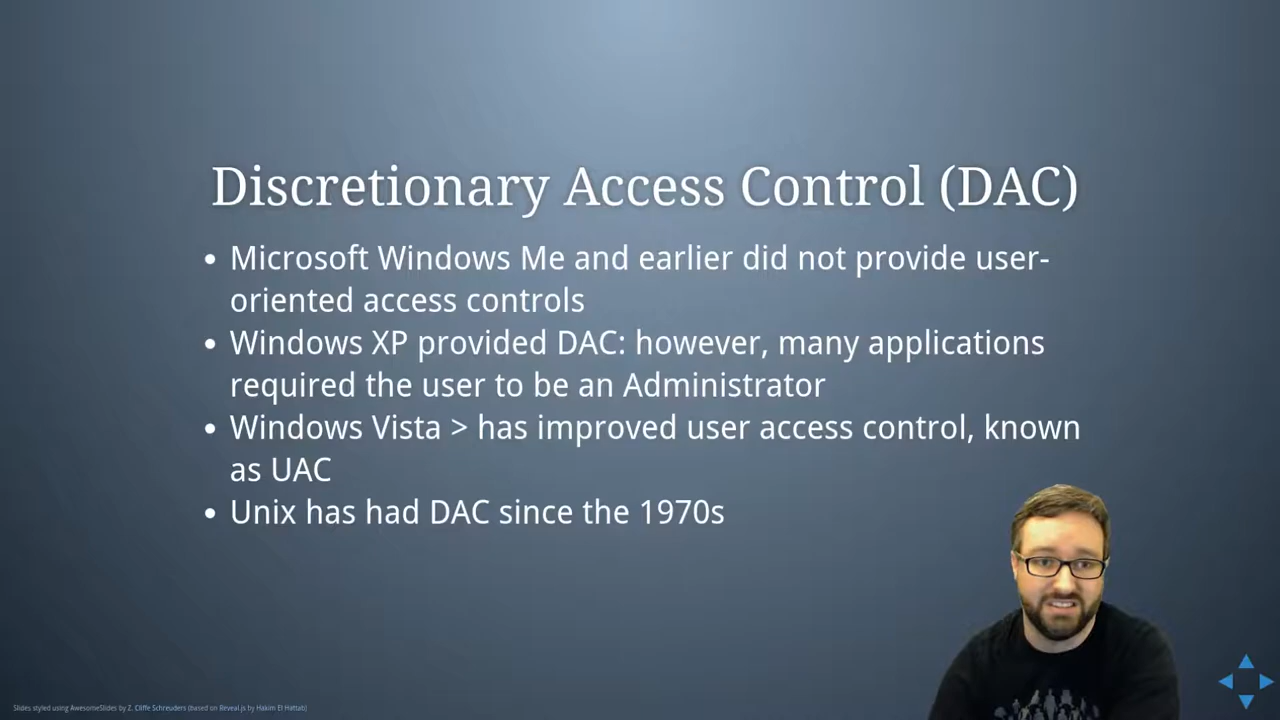 Discretionary Access Control (DAC)
• Microsoft Windows Me and earlier did not provide user-
oriented access controls
• Windows XP provided DAC: however, many applications
required the user to be an Administrator
• Windows Vista > has improved user access control, known
as UAC
• Unix has had DAC since the 1970s
Slides styled using AwesomeSlides by Z. Cliffe Schreuders (based on Reveal.js by Hakim El Hattab)